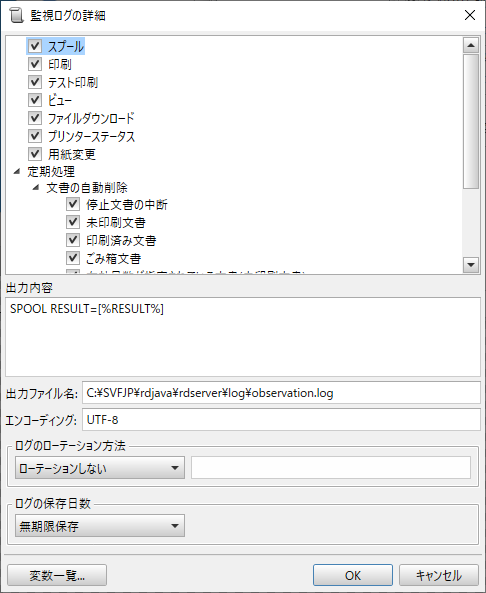 監視ログの詳細
スプール
印刷
テスト印刷
ビュー
ファイルダウンロード
プリンターステータス
用紙変更
定期処理
文書の自動削除
停止文書の中断
未印刷文書
印刷済み文書
ごみ箱文書
出力内容
SPOOL RESULT=[%RESULT%]
出力ファイル名: C:¥SVFJP¥rdjava¥rdserver¥log¥observation.log
エンコーディング: UTF-8
ログのローテーション方法
ローテーションしない
ログの保存日数
無期限保存
変数一覧... OK キャンセル